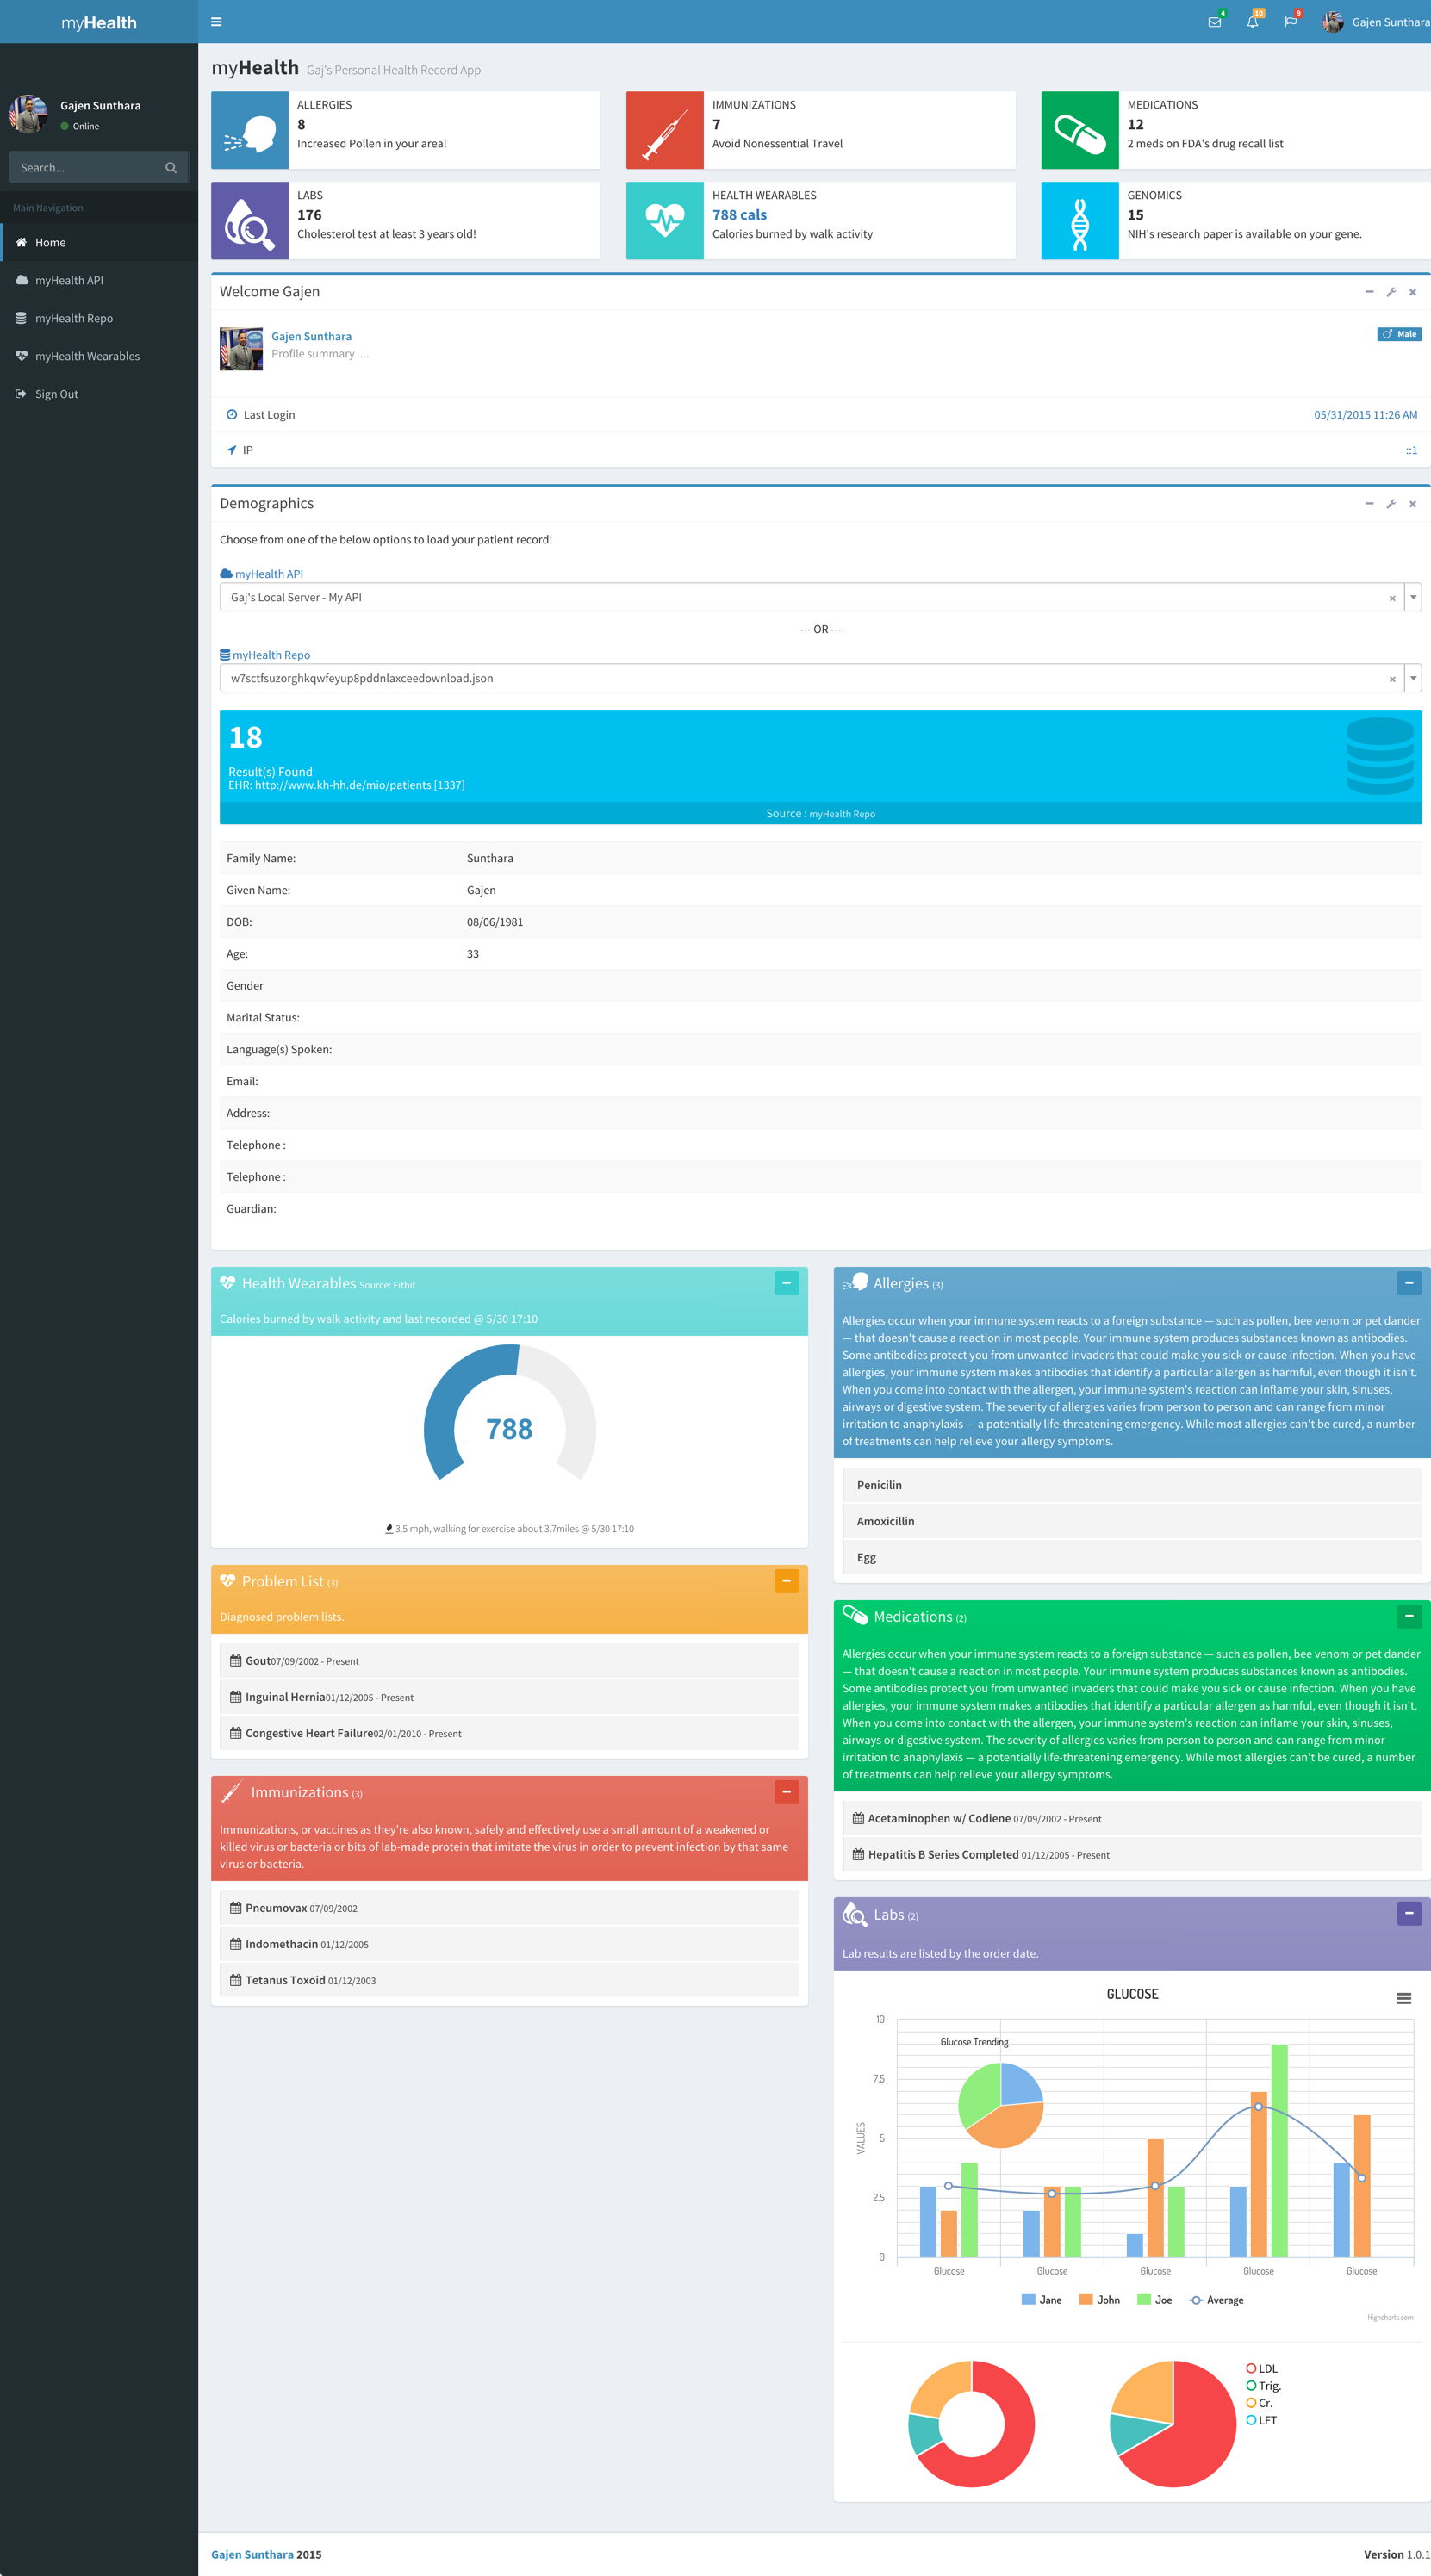 myHealth
4
10
9
Gajen Sunthara
Gajen Sunthara
Online
Search...
Main Navigation
Home
myHealth API
myHealth Repo
myHealth Wearables
Sign Out
myHealth Gaj's Personal Health Record App
ALLERGIES
8
Increased Pollen in your area!
IMMUNIZATIONS
7
Avoid Nonessential Travel
MEDICATIONS
12
2 meds on FDA's drug recall list
LABS
176
Cholesterol test at least 3 years old!
HEALTH WEARABLES
788 cals
Calories burned by walk activity
GENOMICS
15
NIH's research paper is available on your gene.
Welcome Gajen
Gajen Sunthara
Profile summary ....
Male
Last Login 05/31/2015 11:26 AM
IP ::1
Demographics
Choose from one of the below options to load your patient record!
myHealth API
Gaj's Local Server - My API
--- OR ---
myHealth Repo
w7sctfsuzorghkqwfeyup8pddnlaxceedownload.json
18
Result(s) Found
EHR: http://www.kh-hh.de/mio/patients [1337]
Source : myHealth Repo
Family Name: Sunthara
Given Name: Gajen
DOB: 08/06/1981
Age: 33
Gender
Marital Status:
Language(s) Spoken:
Email:
Address:
Telephone :
Telephone :
Guardian:
Health Wearables Source: Fitbit
Calories burned by walk activity and last recorded @ 5/30 17:10
788
3.5 mph, walking for exercise about 3.7miles @ 5/30 17:10
Problem List (3)
Diagnosed problem lists.
Gout07/09/2002 - Present
Inguinal Hernia01/12/2005 - Present
Congestive Heart Failure02/01/2010 - Present
Immunizations (3)
Immunizations, or vaccines as they're also known, safely and effectively use a small amount of a weakened or
killed virus or bacteria or bits of lab-made protein that imitate the virus in order to prevent infection by that same
virus or bacteria.
Pneumovax 07/09/2002
Indomethacin 01/12/2005
Tetanus Toxoid 01/12/2003
Allergies (3)
Allergies occur when your immune system reacts to a foreign substance — such as pollen, bee venom or pet dander
— that doesn't cause a reaction in most people. Your immune system produces substances known as antibodies.
Some antibodies protect you from unwanted invaders that could make you sick or cause infection. When you have
allergies, your immune system makes antibodies that identify a particular allergen as harmful, even though it isn't.
When you come into contact with the allergen, your immune system's reaction can inflame your skin, sinuses,
airways or digestive system. The severity of allergies varies from person to person and can range from minor
irritation to anaphylaxis — a potentially life-threatening emergency. While most allergies can't be cured, a number
of treatments can help relieve your allergy symptoms.
Penicilin
Amoxicillin
Egg
Medications (2)
Allergies occur when your immune system reacts to a foreign substance — such as pollen, bee venom or pet dander
— that doesn't cause a reaction in most people. Your immune system produces substances known as antibodies.
Some antibodies protect you from unwanted invaders that could make you sick or cause infection. When you have
allergies, your immune system makes antibodies that identify a particular allergen as harmful, even though it isn't.
When you come into contact with the allergen, your immune system's reaction can inflame your skin, sinuses,
airways or digestive system. The severity of allergies varies from person to person and can range from minor
irritation to anaphylaxis — a potentially life-threatening emergency. While most allergies can't be cured, a number
of treatments can help relieve your allergy symptoms.
Acetaminophen w/ Codiene 07/09/2002 - Present
Hepatitis B Series Completed 01/12/2005 - Present
Labs (2)
Lab results are listed by the order date.
GLUCOSE
Glucose Trending
VALUES
10
7.5
5
2.5
0
Glucose Glucose Glucose Glucose Glucose
Jane John Joe Average
Highcharts.com
LDL
Trig.
Cr.
LFT
Gajen Sunthara 2015
Version 1.0.1